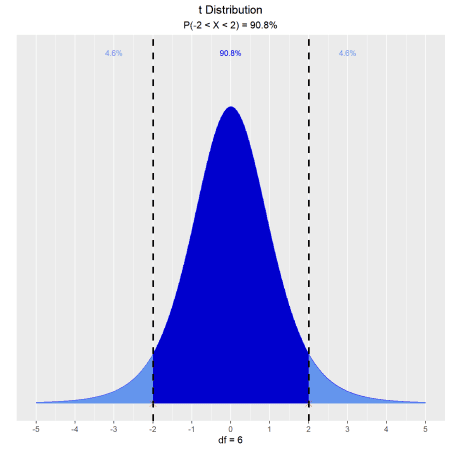 t Distribution
P(-2 < X < 2) = 90.8%
4.6% 90.8% 4.6%
-5 -4 -3 -2 -1 0 1 2 3 4 5
df = 6